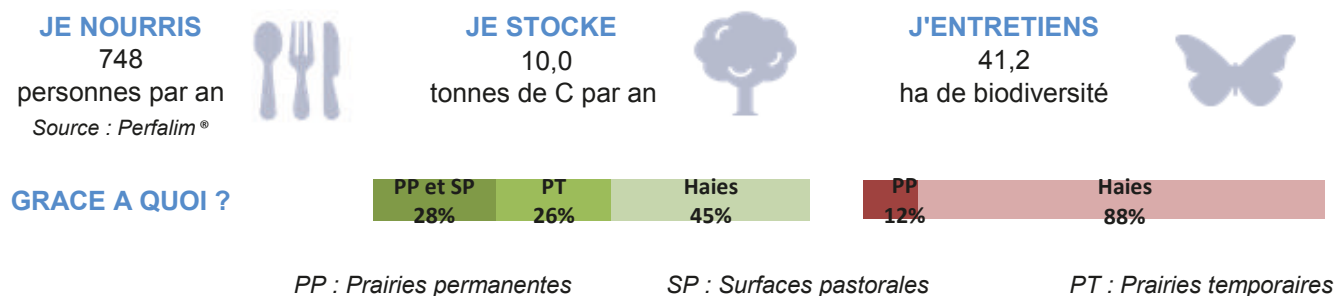 JE NOURRIS
748
personnes par an
Source : Perfalim ®
JE STOCKE
10,0
tonnes de C par an
J'ENTRETIENS
41,2
ha de biodiversité
GRACE A QUOI ?
PP et SP PT Haies
28% 26% 45%
PP Haies
12% 88%
PP : Prairies permanentes SP : Surfaces pastorales PT : Prairies temporaires